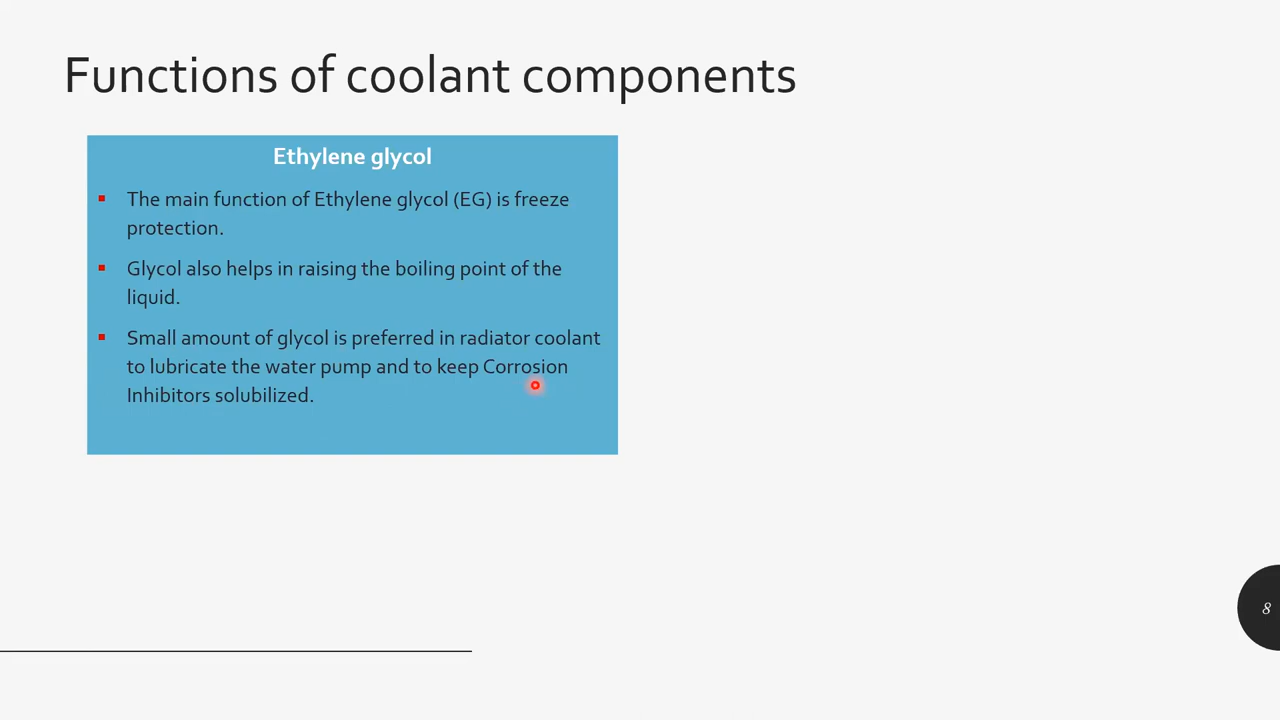 Functions of coolant components
Ethylene glycol
The main function of Ethylene glycol (EG) is freeze
protection.
Glycol also helps in raising the boiling point of the
liquid.
Small amount of glycol is preferred in radiator coolant
to lubricate the water pump and to keep Corrosion
Inhibitors solubilized.
8